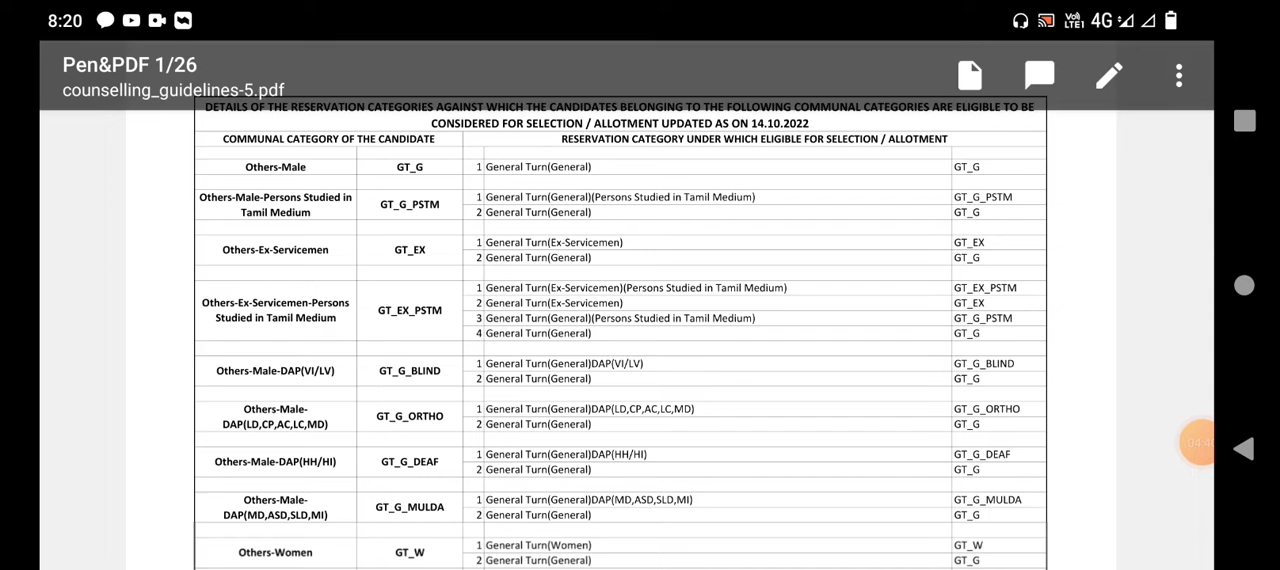 8:20
Vo) LTE1 4G
Pen&PDF 1/26
counselling_guidelines-5.pdf
DETAILS OF THE RESERVATION CATEGORIES AGAINST WHICH THE CANDIDATES BELONGING TO THE FOLLOWING COMMUNAL CATEGORIES ARE ELIGIBLE TO BE
CONSIDERED FOR SELECTION / ALLOTMENT UPDATED AS ON 14.10.2022
COMMUNAL CATEGORY OF THE CANDIDATE RESERVATION CATEGORY UNDER WHICH ELIGIBLE FOR SELECTION / ALLOTMENT
Others-Male GT_G 1 General Turn(General) GT_G
Others-Male-Persons Studied in
Tamil Medium
GT_G_PSTM
1 General Turn(General)(Persons Studied in Tamil Medium) GT_G_PSTM
2 General Turn(General) GT_G
Others-Ex-Servicemen GT_EX
1 General Turn(Ex-Servicemen) GT_EX
2 General Turn(General) GT_G
Others-Ex-Servicemen-Persons
Studied in Tamil Medium
GT_EX_PSTM
1 General Turn(Ex-Servicemen)(Persons Studied in Tamil Medium) GT_EX_PSTM
2 General Turn(Ex-Servicemen) GT_EX
3 General Turn(General)(Persons Studied in Tamil Medium) GT_G_PSTM
4 General Turn(General) GT_G
Others-Male-DAP(VI/LV) GT_G_BLIND
1 General Turn(General)DAP(VI/LV) GT_G_BLIND
2 General Turn(General) GT_G
Others-Male-
DAP(LD,CP,AC,LC,MD)
GT_G_ORTHO
1 General Turn(General)DAP(LD,CP,AC,LC,MD) GT_G_ORTHO
2 General Turn(General) GT_G
Others-Male-DAP(HH/HI) GT_G_DEAF
1 General Turn(General)DAP(HH/HI) GT_G_DEAF
2 General Turn(General) GT_G
Others-Male-
DAP(MD,ASD,SLD,MI)
GT_G_MULDA
1 General Turn(General)DAP(MD,ASD,SLD,MI) GT_G_MULDA
2 General Turn(General) GT_G
Others-Women GT_W
1 General Turn(Women) GT_W
2 General Turn(General) GT_G